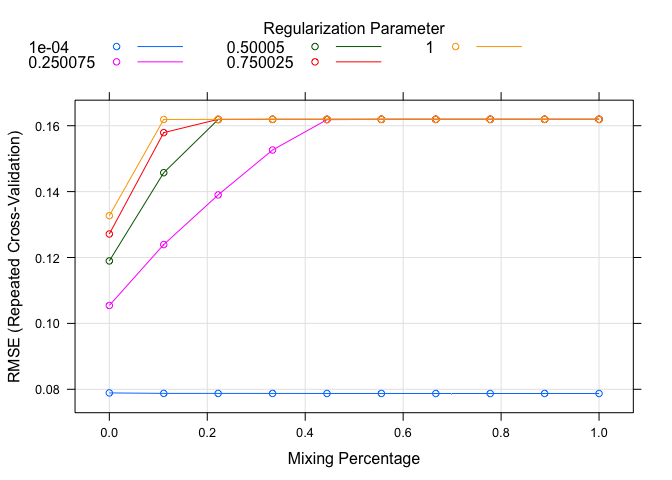 Regularization Parameter
1e-04 0.50005 1
0.250075 0.750025
RMSE (Repeated Cross-Validation)
0.16
0.14
0.12
0.10
0.08
0.0 0.2 0.4 0.6 0.8 1.0
Mixing Percentage